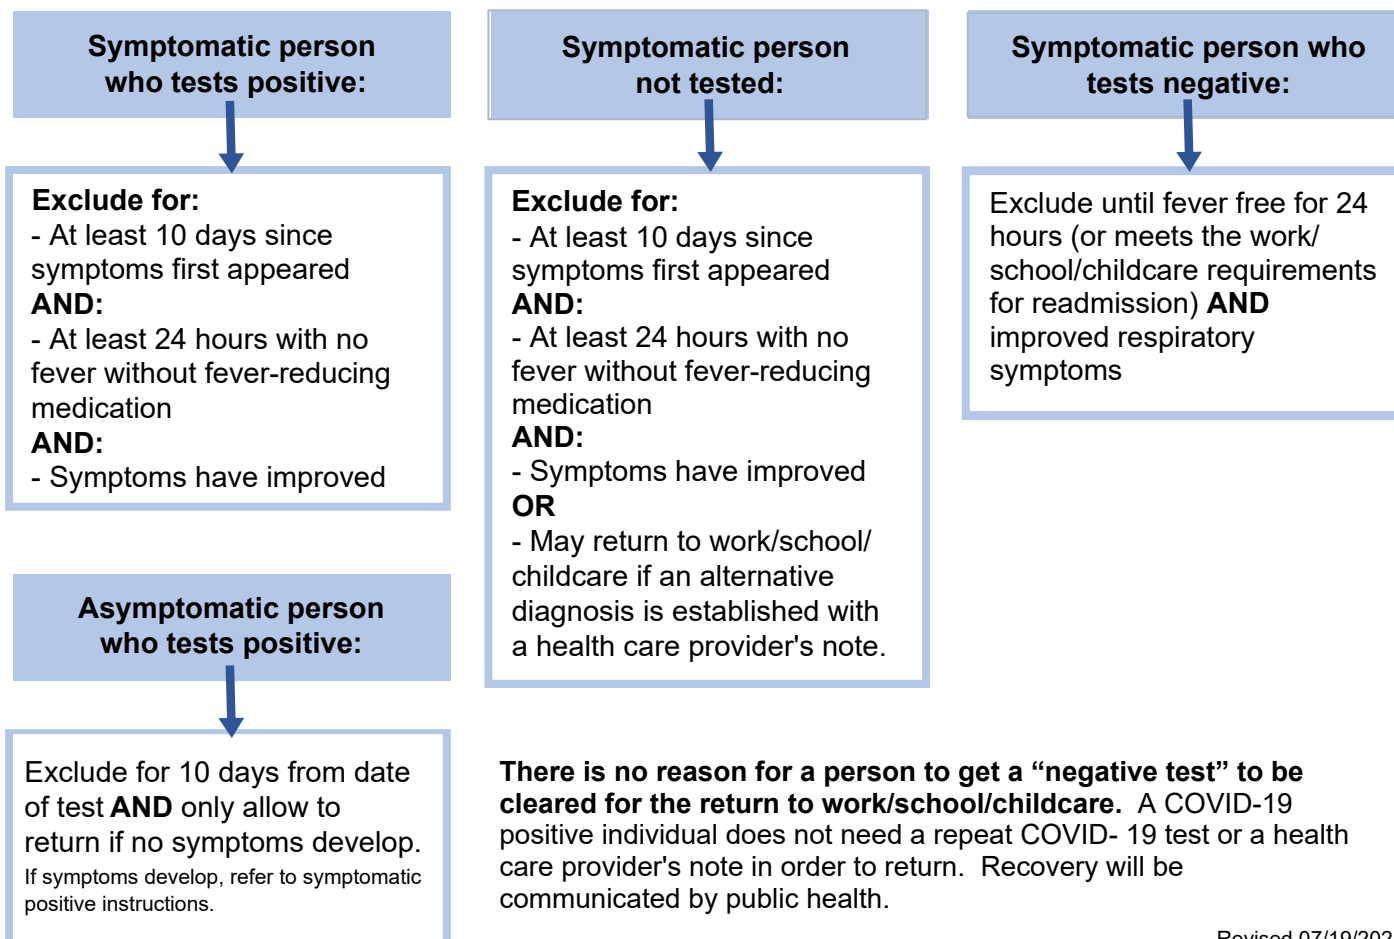 Symptomatic person
who tests positive:
Exclude for:
- At least 10 days since
symptoms first appeared
AND:
- At least 24 hours with no
fever without fever-reducing
medication
AND:
- Symptoms have improved
Symptomatic person
not tested:
Exclude for:
- At least 10 days since
symptoms first appeared
AND:
- At least 24 hours with no
fever without fever-reducing
medication
AND:
- Symptoms have improved
OR
- May return to work/school/
childcare if an alternative
diagnosis is established with
a health care provider's note.
Symptomatic person who
tests negative:
Exclude until fever free for 24
hours (or meets the work/
school/childcare requirements
for readmission) AND
improved respiratory
symptoms
Asymptomatic person
who tests positive:
Exclude for 10 days from date
of test AND only allow to
return if no symptoms develop.
If symptoms develop, refer to symptomatic
positive instructions.
There is no reason for a person to get a “negative test” to be
cleared for the return to work/school/childcare. A COVID-19
positive individual does not need a repeat COVID- 19 test or a health
care provider's note in order to return. Recovery will be
communicated by public health.
Revised